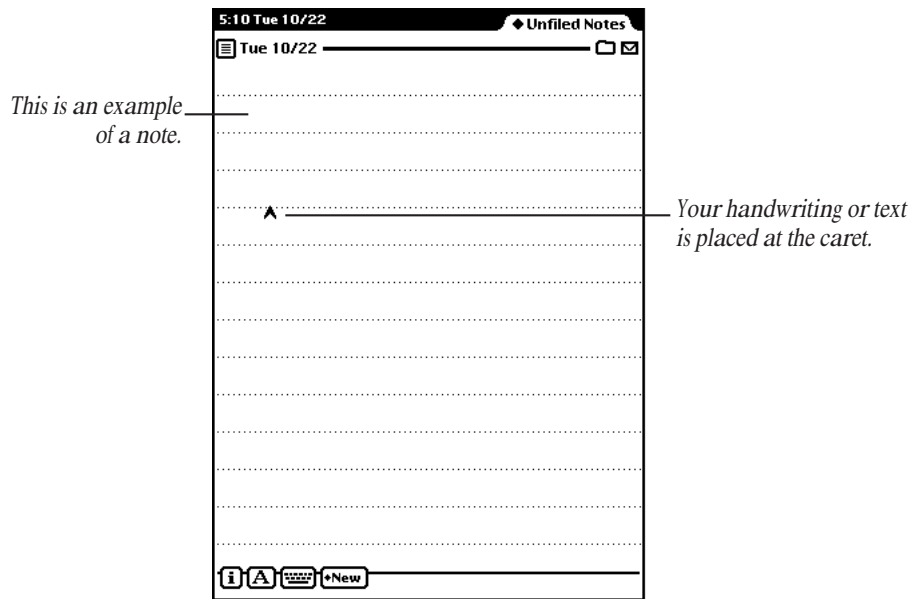 5:10 Tue 10/22
◆Unfiled Notes
Tue 10/22
This is an example
of a note.
Your handwriting or text
is placed at the caret.
i A ◆New